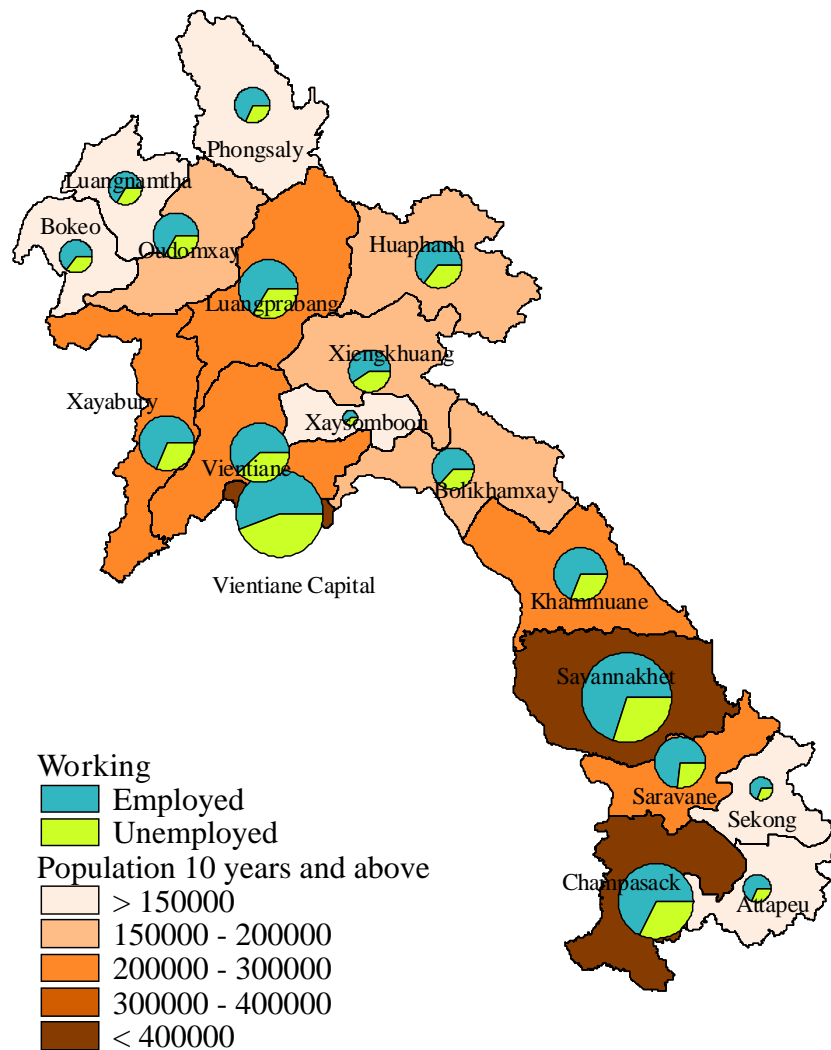 Phongsaly
Luangnamtha
Bokeo
Oudomxay
Huaphanh
Luangprabang
Xiengkhuang
Xayabury
Xaysomboon
Vientiane
Bolikhamxay
Vientiane Capital
Khammuane
Savannakhet
Saravane
Sekong
Champasack
Attapeu
Working
Employed
Unemployed
Population 10 years and above
> 150000
150000 - 200000
200000 - 300000
300000 - 400000
< 400000